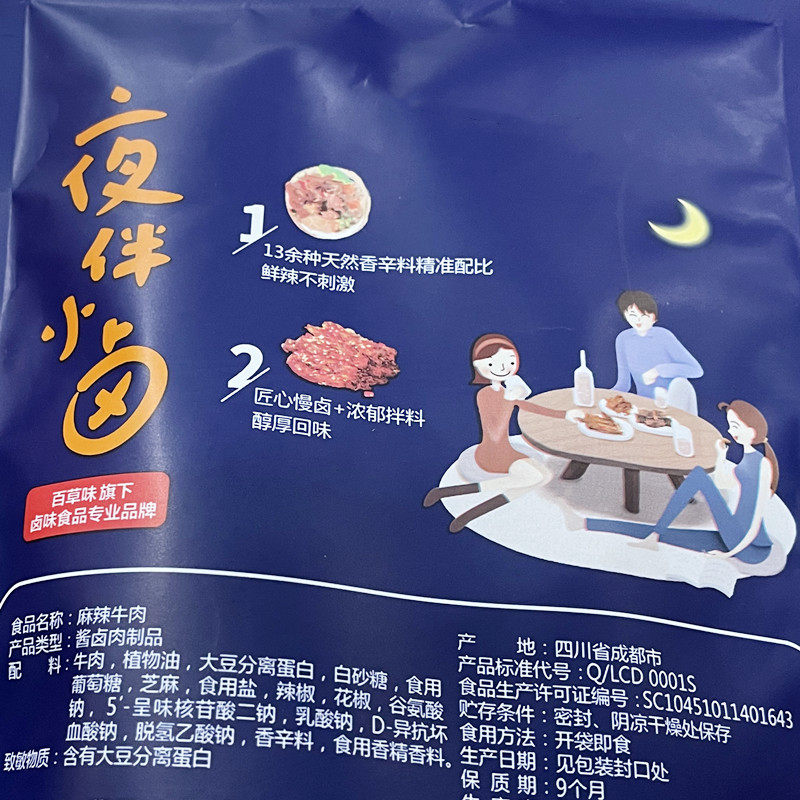 夜伴小卤
1
13余种天然香辛料精准配比
鲜辣不刺激
2
匠心慢卤+浓郁拌料
醇厚回味
百草味 旗下
卤味食品专业品牌
食品名称：麻辣牛肉
产品类型：酱卤肉制品
配 料：牛肉，植物油，大豆分离蛋白，白砂糖，食用
葡萄糖，芝麻，食用盐，辣椒，花椒，谷氨酸
钠，5'-呈味核苷酸二钠，乳酸钠，D-异抗坏
血酸钠，脱氢乙酸钠，香辛料，食用香精香料。
致敏物质：含有大豆分离蛋白
产 地：四川省成都市
产品标准代号：Q/LCD 0001S
食品生产许可证编号：SC10451011401643
贮存条件：密封、阴凉干燥处保存
食用方法：开袋即食
生产日期：见包装封口处
保 质 期：9个月